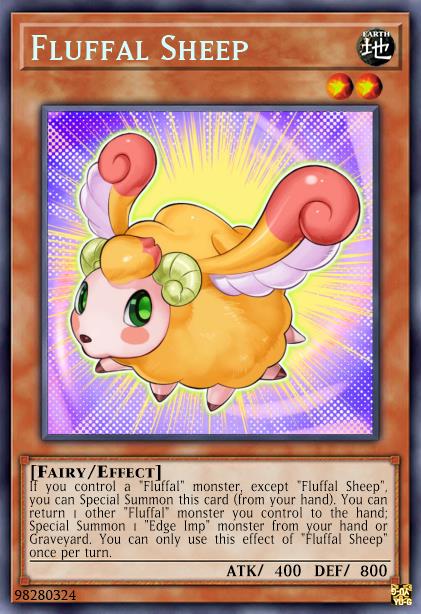 Fluffal Sheep
EARTH
地
[Fairy/Effect]
If you control a "Fluffal" monster, except "Fluffal Sheep",
you can Special Summon this card (from your hand). You can
return 1 other "Fluffal" monster you control to the hand;
Special Summon 1 "Edge Imp" monster from your hand or
Graveyard. You can only use this effect of "Fluffal Sheep"
once per turn.
ATK/ 400 DEF/ 800
98280324